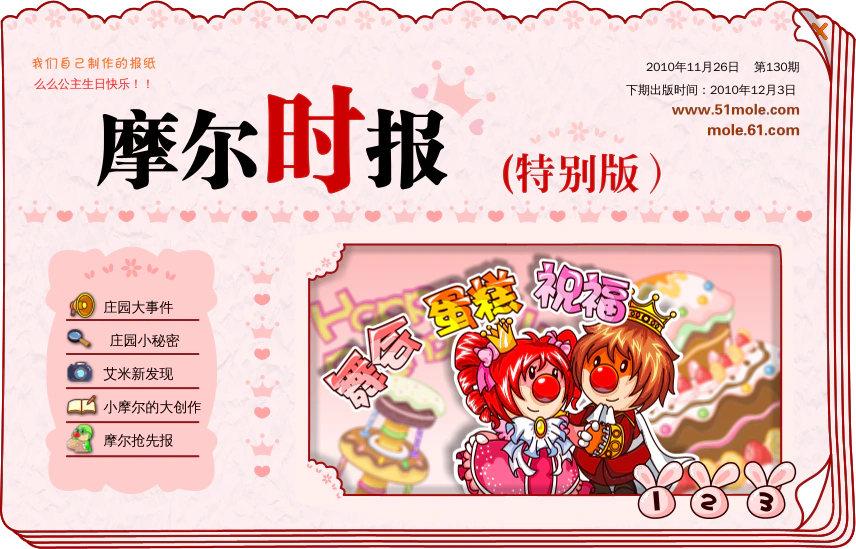 我们自己制作的报纸
么么公主生日快乐！！
2010年11月26日 第130期
下期出版时间：2010年12月3日
www.51mole.com
mole.61.com
摩尔时报
(特别版)
庄园大事件
庄园小秘密
艾米新发现
小摩尔的大创作
摩尔抢先报
舞会 蛋糕 祝福
Happy
1 2 3